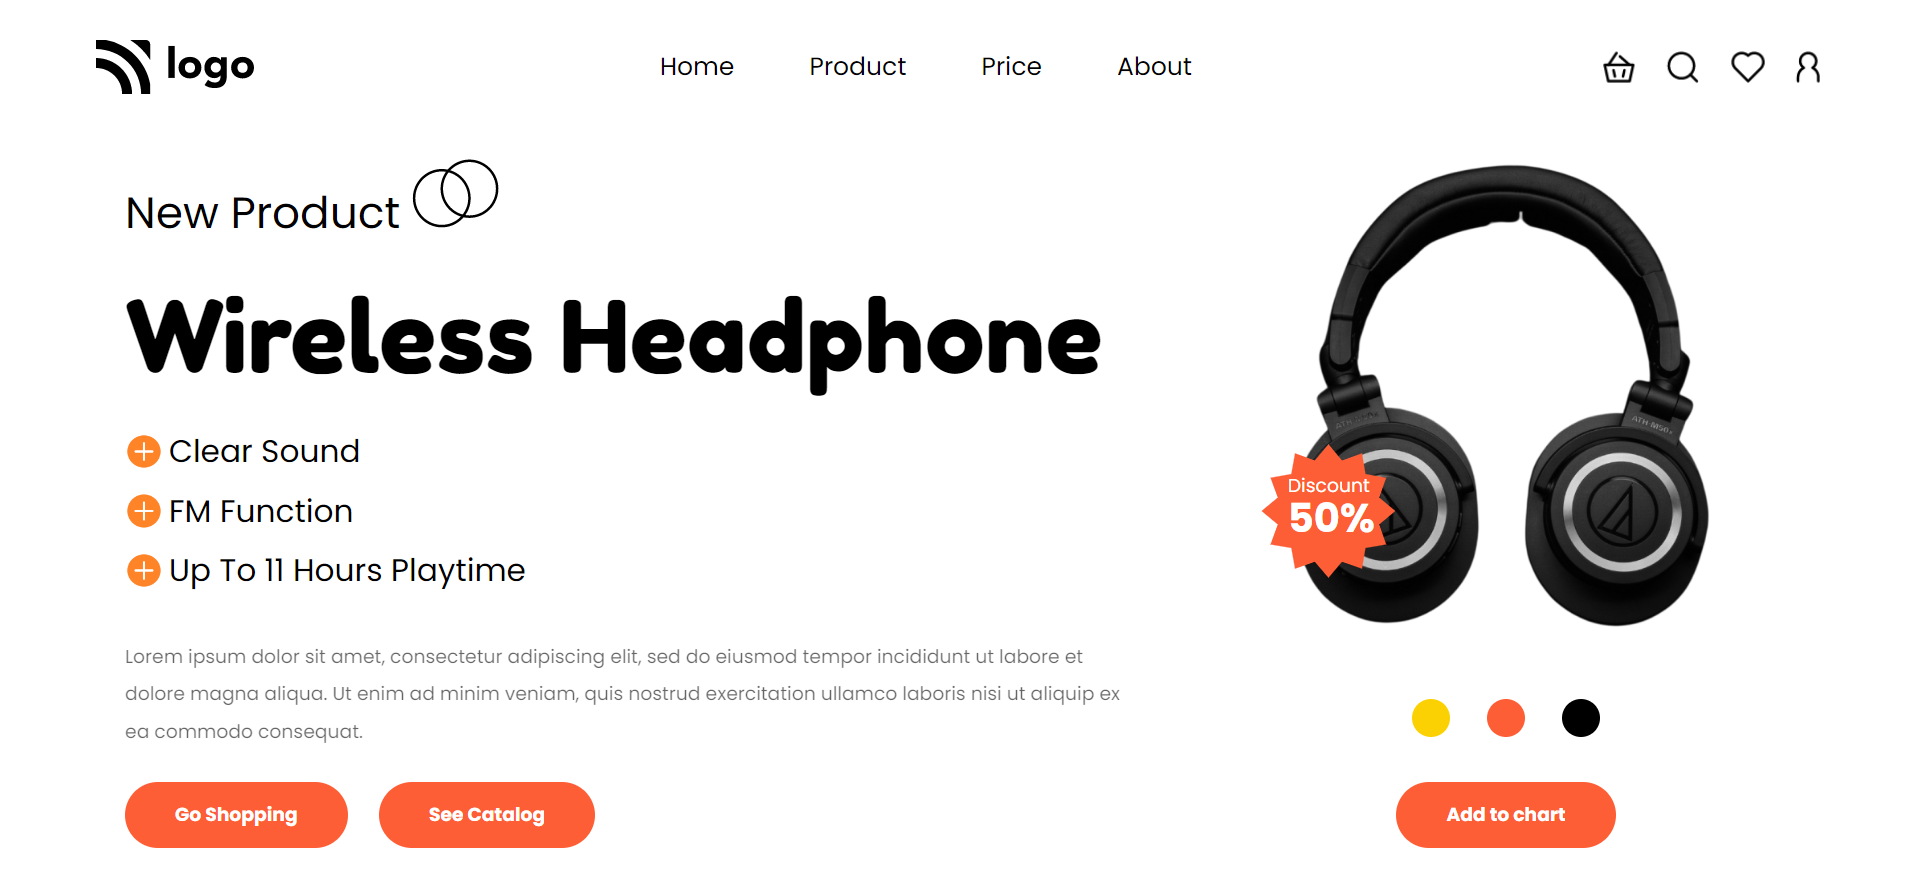 logo
Home Product Price About
New Product
Wireless Headphone
Clear Sound
FM Function
Up To 11 Hours Playtime
Lorem ipsum dolor sit amet, consectetur adipiscing elit, sed do eiusmod tempor incididunt ut labore et
dolore magna aliqua. Ut enim ad minim veniam, quis nostrud exercitation ullamco laboris nisi ut aliquip ex
ea commodo consequat.
Go Shopping See Catalog
ATH-M50x
Discount
50%
Add to chart